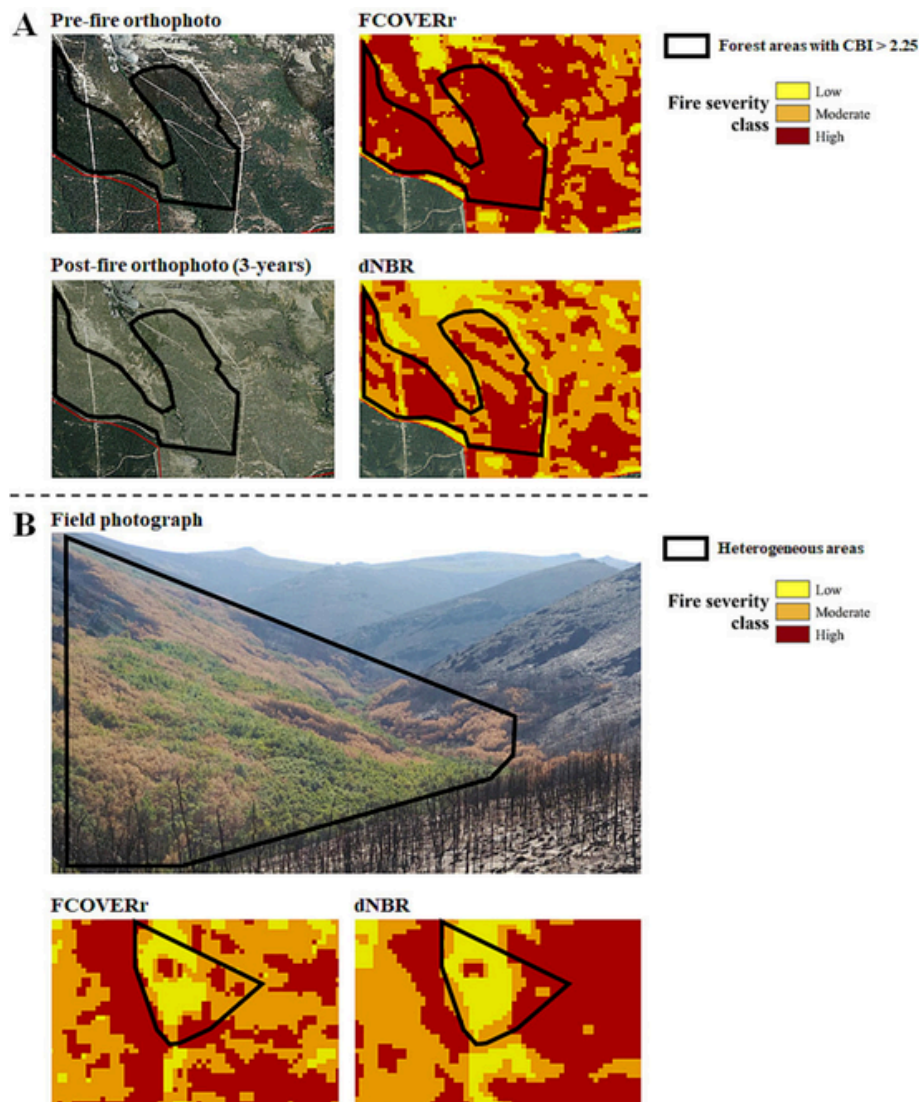 A
Pre-fire orthophoto
FCOVERr
Forest areas with CBI > 2.25
Fire severity class
Low
Moderate
High
Post-fire orthophoto (3-years)
dNBR
B
Field photograph
Heterogeneous areas
Fire severity class
Low
Moderate
High
FCOVERr
dNBR